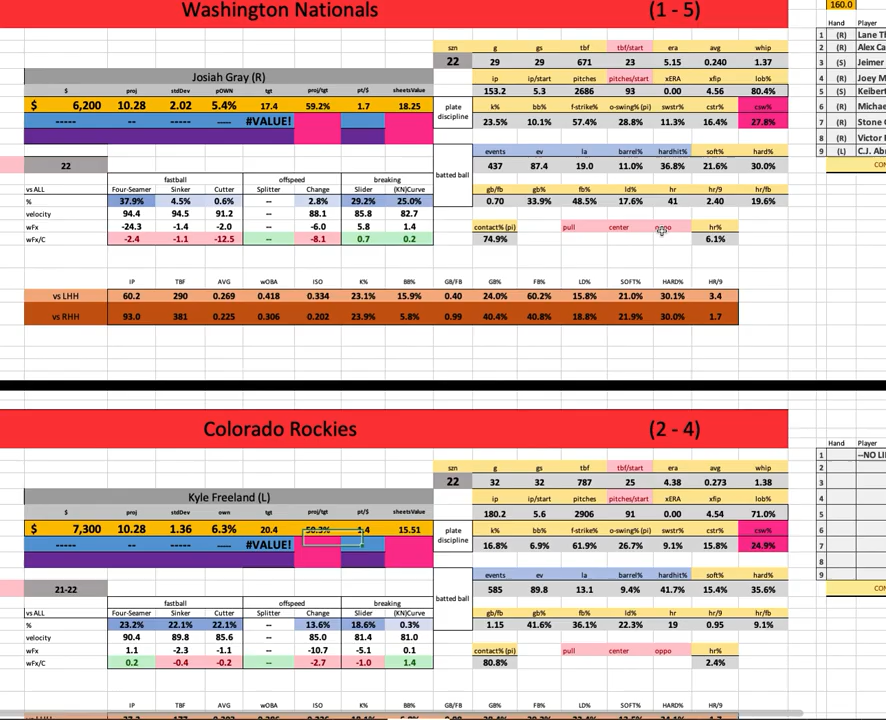 Washington Nationals (1 - 5) 160.0
Hand Player
1 (R) Lane Th
2 (R) Alex Ca
3 (S) Jeimer
4 (R) Joey M
5 (S) Keibert
6 (R) Michae
7 (R) Stone G
8 (R) Victor R
9 (L) C.J. Abr
szn g gs tbf tbf/start era avg whip
22 29 29 671 23 5.15 0.240 1.37
Josiah Gray (R)
ip ip/start pitches pitches/start xERA xfip lob%
153.2 5.3 2686 93 0.00 4.56 80.4%
$ proj stdDev pOWN tgt proj/tgt pt/$ sheetsValue
$ 6,200 10.28 2.02 5.4% 17.4 59.2% 1.7 18.25
plate discipline k% bb% f-strike% o-swing% (pi) swstr% cstr% csw%
23.5% 10.1% 57.4% 28.8% 11.3% 16.4% 27.8%
----- -- ----- ----- #VALUE!
events ev la barrel% hardhit% soft% hard%
22 437 87.4 19.0 11.0% 36.8% 21.6% 30.0%
batted ball
fastball offspeed breaking
vs ALL Four-Seamer Sinker Cutter Splitter Change Slider (KN)Curve
gb/fb gb% fb% ld% hr hr/9 hr/fb
% 37.9% 4.5% 0.6% -- 2.8% 29.2% 25.0%
0.70 33.9% 48.5% 17.6% 41 2.40 19.6%
velocity 94.4 94.5 91.2 -- 88.1 85.8 82.7
wFx -24.3 -1.4 -2.0 -- -6.0 5.8 1.4
contact% (pi) pull center oppo hr%
wFx/C -2.4 -1.1 -12.5 -- -8.1 0.7 0.2
74.9% 6.1%
IP TBF AVG wOBA ISO K% BB% GB/FB GB% FB% LD% SOFT% HARD% HR/9
vs LHH 60.2 290 0.269 0.418 0.334 23.1% 15.9% 0.40 24.0% 60.2% 15.8% 21.0% 30.1% 3.4
vs RHH 93.0 381 0.225 0.306 0.202 23.9% 5.8% 0.99 40.4% 40.8% 18.8% 21.9% 30.0% 1.7
Colorado Rockies (2 - 4)
Hand Player
1 --NO LI
2
3
4
5
6
7
8
9
CON
szn g gs tbf tbf/start era avg whip
22 32 32 787 25 4.38 0.273 1.38
Kyle Freeland (L)
ip ip/start pitches pitches/start xERA xfip lob%
180.2 5.6 2906 91 0.00 4.54 71.0%
$ proj stdDev own tgt proj/tgt pt/$ sheetsValue
$ 7,300 10.28 1.36 6.3% 20.4 50.3% 1.4 15.51
plate discipline k% bb% f-strike% o-swing% (pi) swstr% cstr% csw%
16.8% 6.9% 61.9% 26.7% 9.1% 15.8% 24.9%
----- -- ----- ----- #VALUE!
events ev la barrel% hardhit% soft% hard%
21-22 585 89.8 13.1 9.4% 41.7% 15.4% 35.6%
batted ball
fastball offspeed breaking
vs ALL Four-Seamer Sinker Cutter Splitter Change Slider (KN)Curve
gb/fb gb% fb% ld% hr hr/9 hr/fb
% 23.2% 22.1% 22.1% -- 13.6% 18.6% 0.3%
1.15 41.6% 36.1% 22.3% 19 0.95 9.1%
velocity 90.4 89.8 85.6 -- 85.0 81.4 81.0
wFx 1.1 -2.3 -1.1 -- -10.7 -5.1 0.1
contact% (pi) pull center oppo hr%
wFx/C 0.2 -0.4 -0.2 -- -2.7 -1.0 1.4
80.8% 2.4%
IP TBF AVG wOBA ISO K% BB% GB/FB GB% FB% LD% SOFT% HARD% HR/9